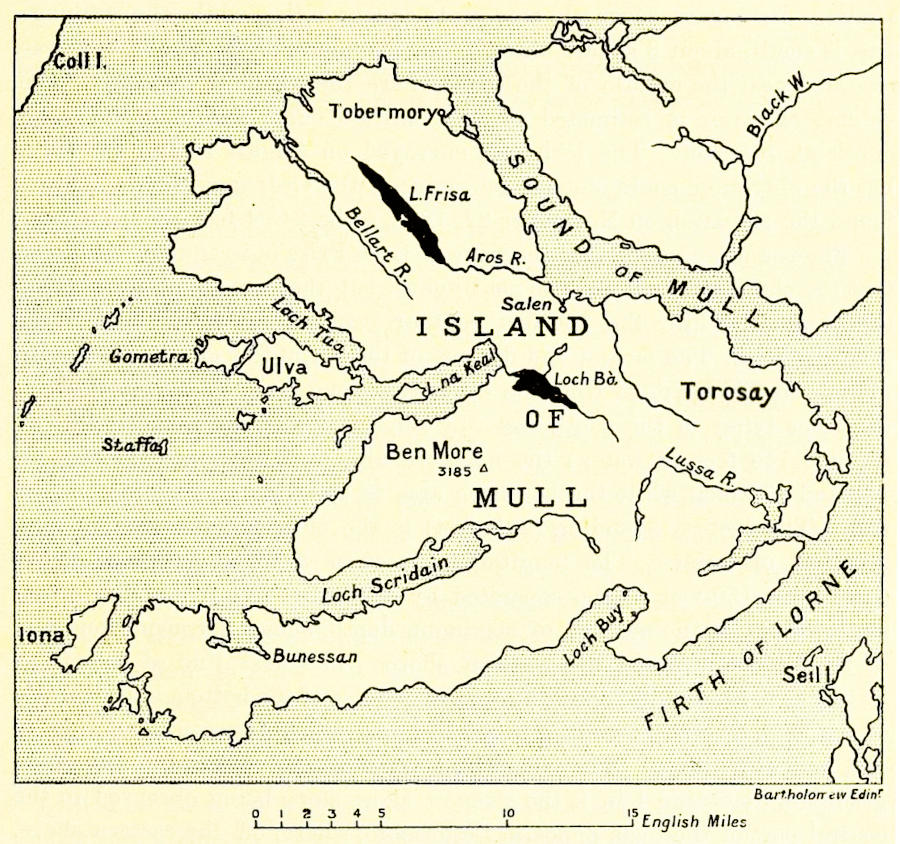 Coll I.
Tobermory
Black W.
SOUND OF MULL
L. Frisa
Bellart R.
Aros R.
Salen
Loch Tua
ISLAND
Gometra
Ulva
L. na Keal
Loch Bà.
Torosay
OF
Staffa
Ben More
3185
Lussa R.
MULL
Loch Scridain
Iona
Bunessan
Loch Buy
FIRTH OF LORNE
Seil I.
Bartholomew Edinr.
0 1 2 3 4 5 10 15 English Miles